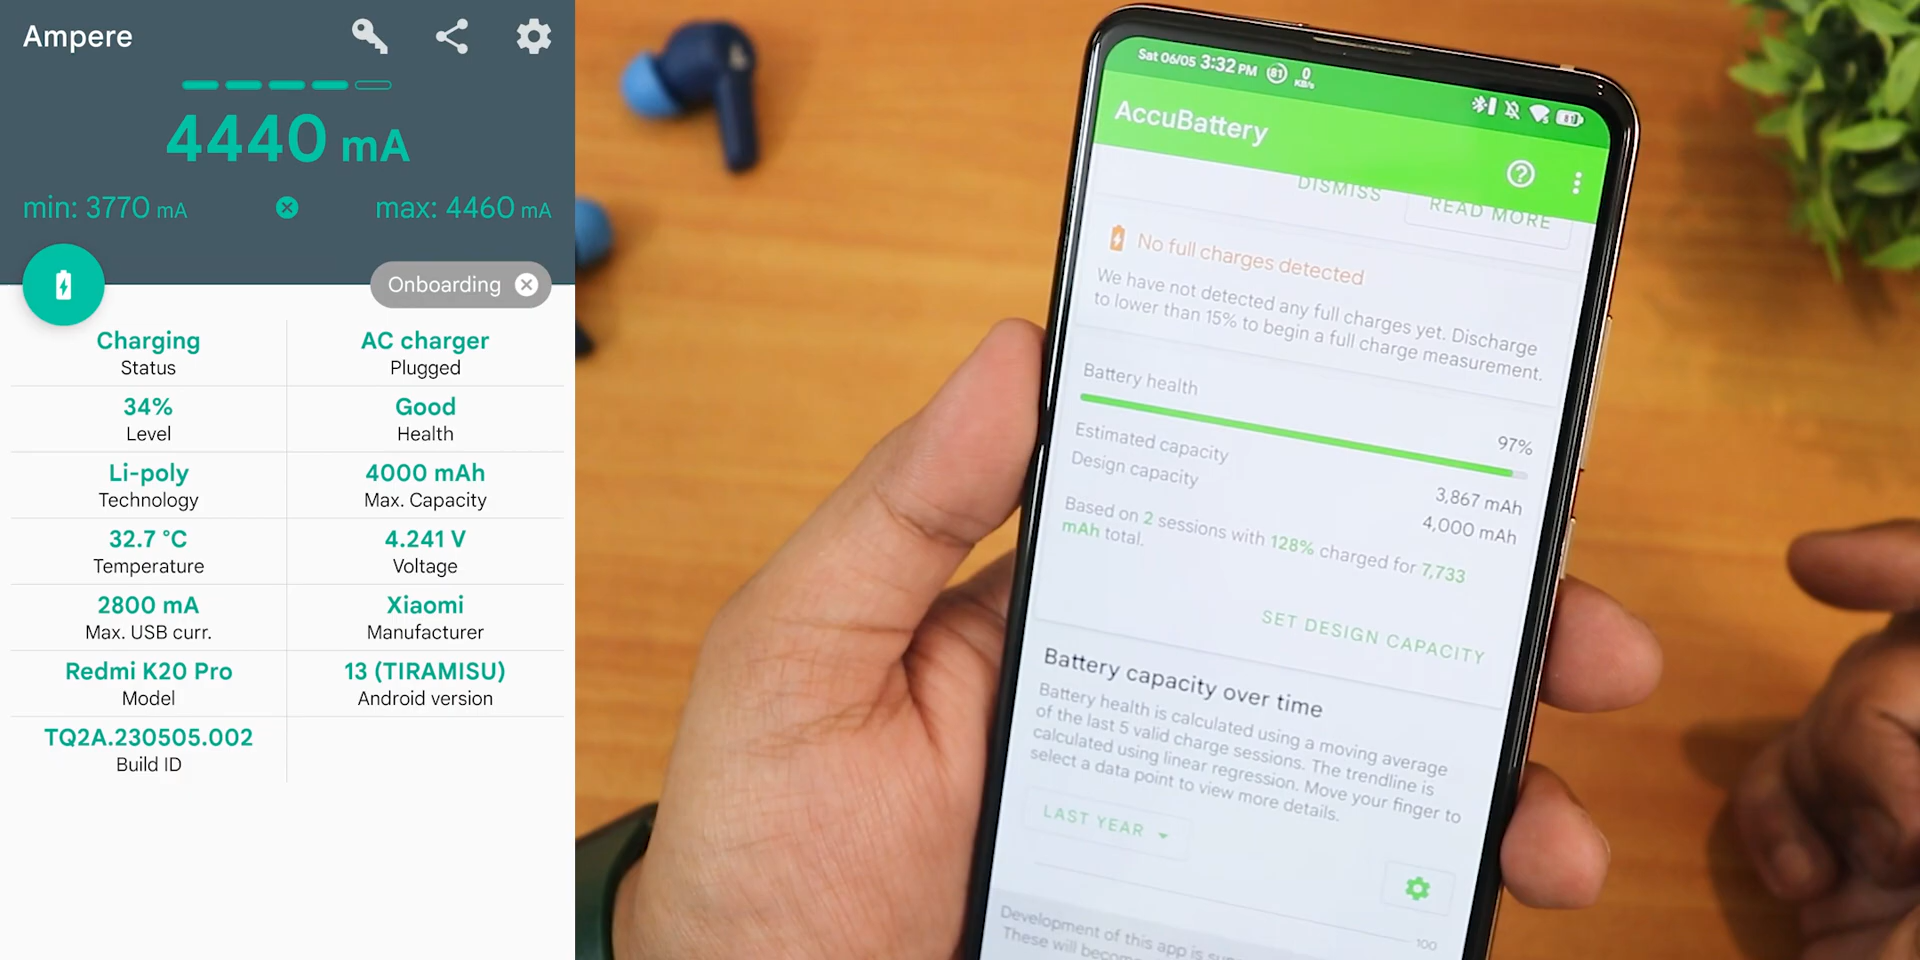 Ampere
4440 mA
min: 3770 mA
max: 4460 mA
Onboarding
Charging
Status
AC charger
Plugged
34%
Level
Good
Health
Li-poly
Technology
4000 mAh
Max. Capacity
32.7 °C
Temperature
4.241 V
Voltage
2800 mA
Max. USB curr.
Xiaomi
Manufacturer
Redmi K20 Pro
Model
13 (TIRAMISU)
Android version
TQ2A.230505.002
Build ID
Sat 06/05 3:32 PM 81 0 KB/s
81
AccuBattery
DISMISS
READ MORE
No full charges detected
We have not detected any full charges yet. Discharge
to lower than 15% to begin a full charge measurement.
Battery health
97%
Estimated capacity 3,867 mAh
Design capacity 4,000 mAh
Based on 2 sessions with 128% charged for 7,733
mAh total.
SET DESIGN CAPACITY
Battery capacity over time
Battery health is calculated using a moving average
of the last 5 valid charge sessions. The trendline is
calculated using linear regression. Move your finger to
select a data point to view more details.
LAST YEAR
100
Development of this app is
These will